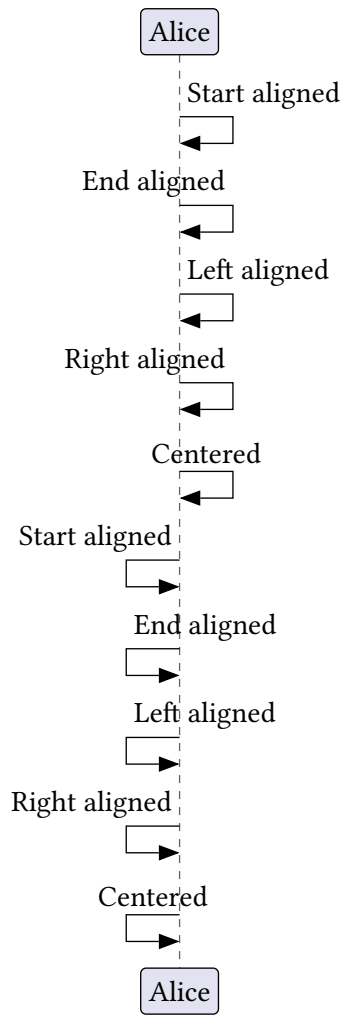 Alice
Start aligned
End aligned
Left aligned
Right aligned
Centered
Start aligned
End aligned
Left aligned
Right aligned
Centered
Alice